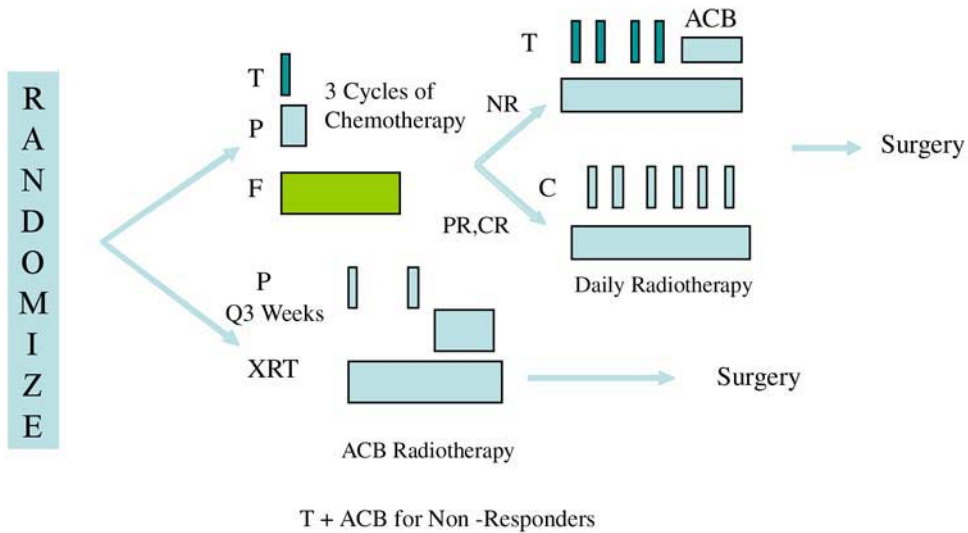 RANDOMIZE
T
P
F
3 Cycles of
Chemotherapy
NR
PR,CR
T
ACB
C
Daily Radiotherapy
Surgery
P
Q3 Weeks
XRT
ACB Radiotherapy
Surgery
T + ACB for Non -Responders